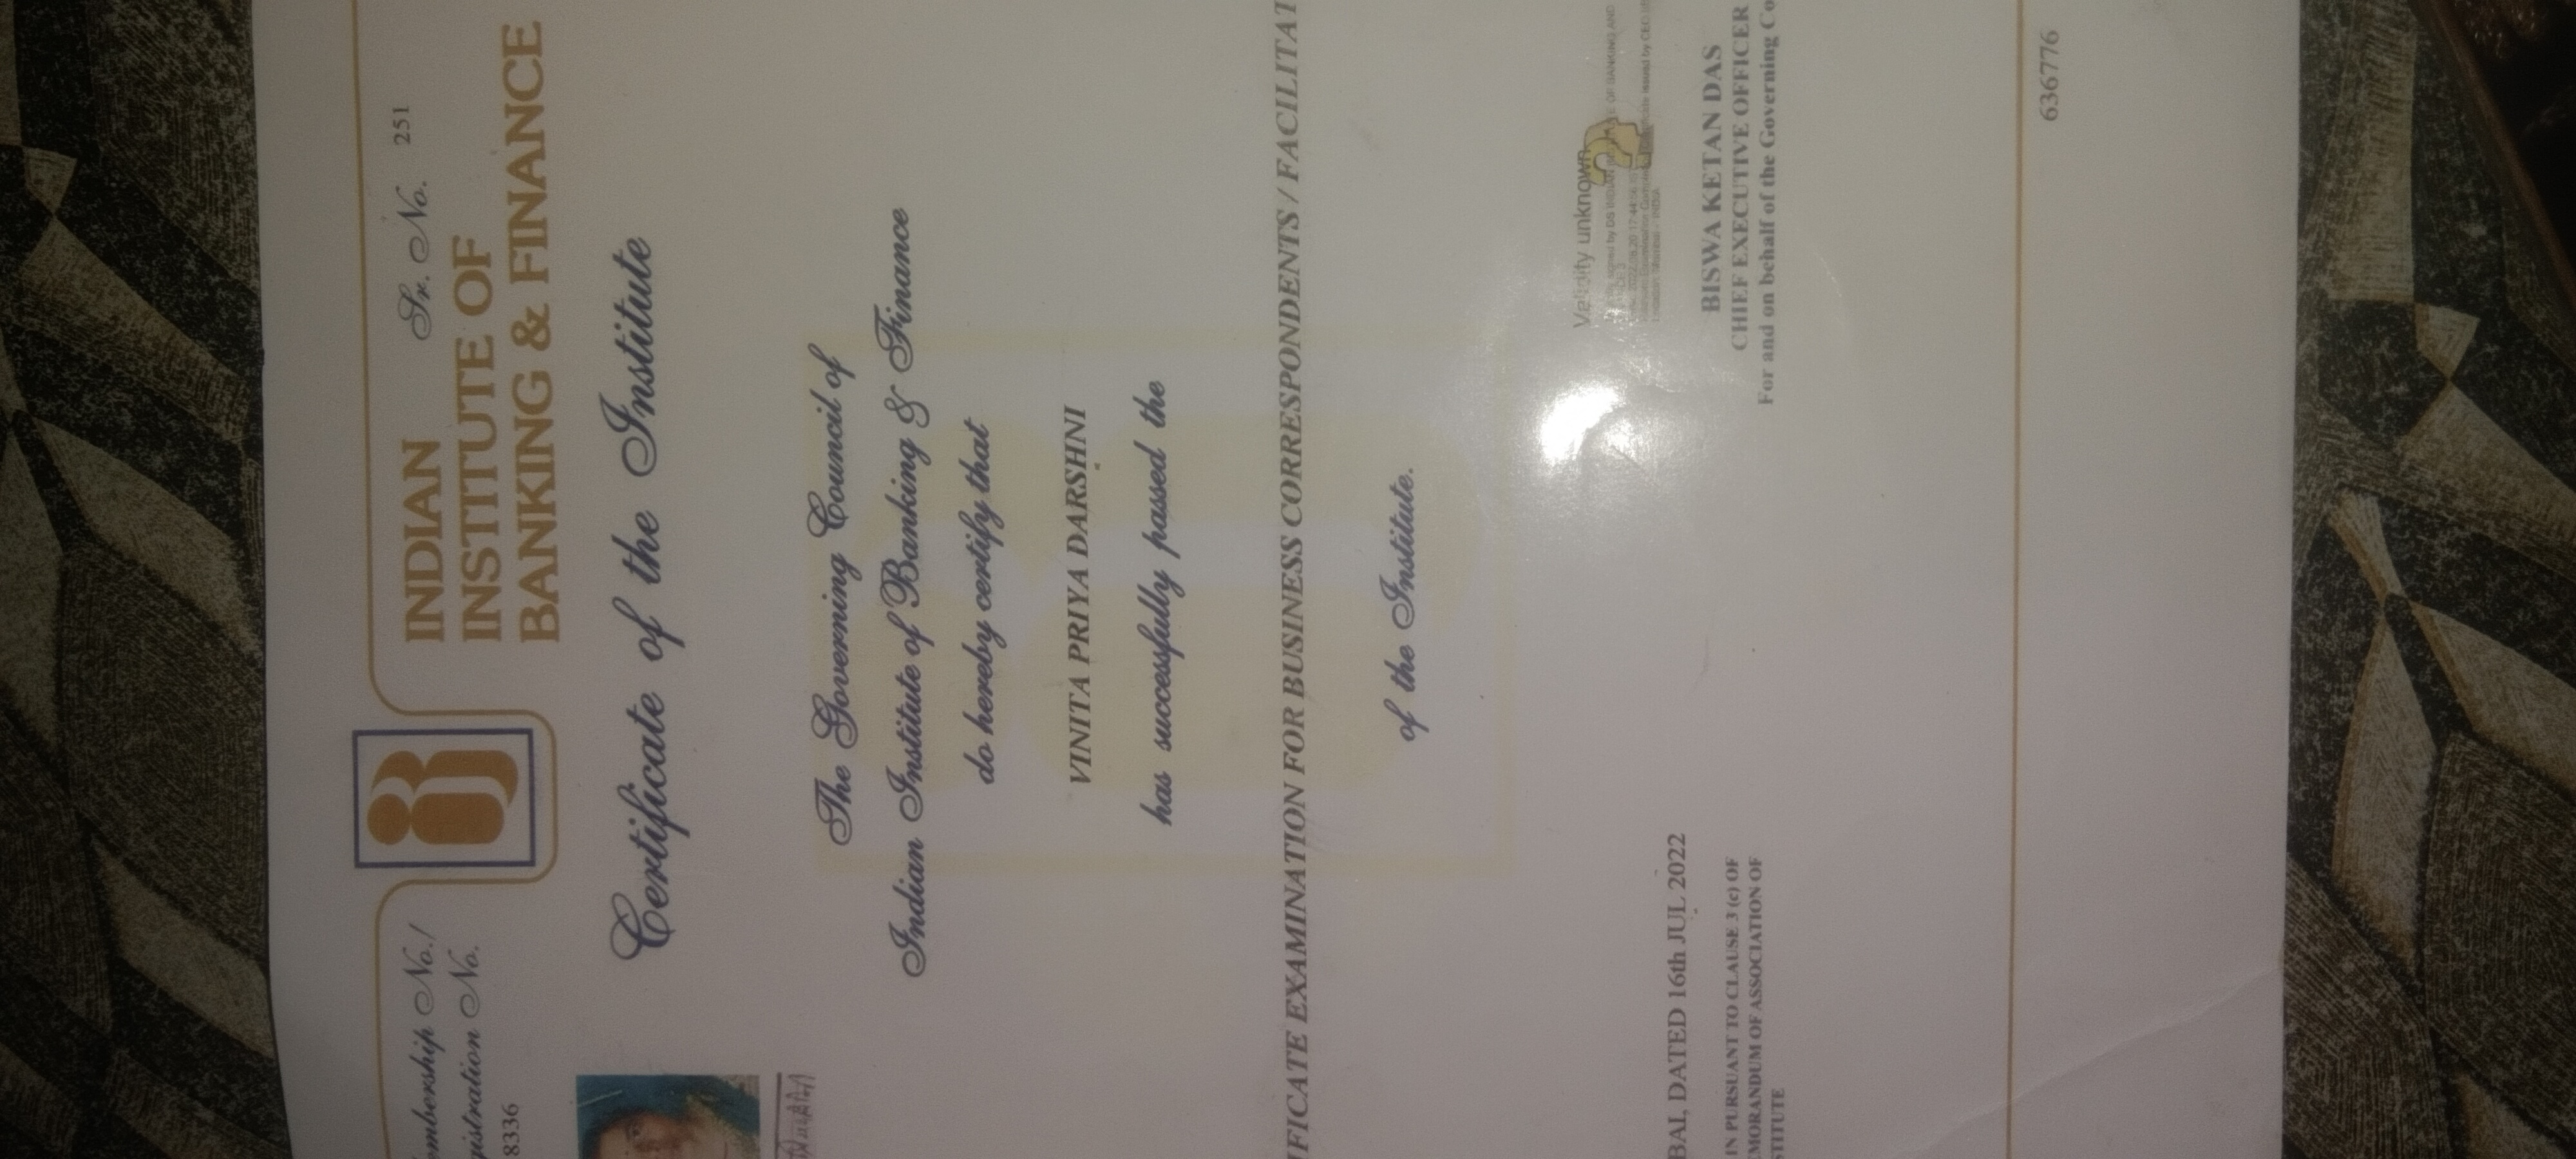 Sr. No. 251
INDIAN
INSTITUTE OF
BANKING & FINANCE
embership No./
gistration No.
8336
Certificate of the Institute
The Governing Council of
Indian Institute of Banking & Finance
do hereby certify that
VINITA PRIYA DARSHNI
has successfully passed the
IFICATE EXAMINATION FOR BUSINESS CORRESPONDENTS / FACILITAT
of the Institute.
Validity unknown
BAI, DATED 16th JUL 2022
IN PURSUANT TO CLAUSE 3 (c) OF
EMORANDUM OF ASSOCIATION OF
STITUTE
BISWA KETAN DAS
CHIEF EXECUTIVE OFFICER
For and on behalf of the Governing Co
636776